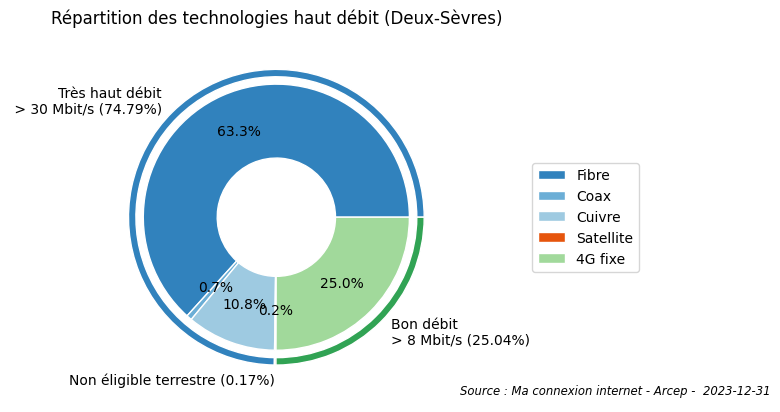 Répartition des technologies haut débit (Deux-Sèvres)
Très haut débit
> 30 Mbit/s (74.79%)
63.3%
0.7%
10.8%
0.2%
25.0%
Bon débit
> 8 Mbit/s (25.04%)
Non éligible terrestre (0.17%)
Fibre
Coax
Cuivre
Satellite
4G fixe
Source : Ma connexion internet - Arcep - 2023-12-31